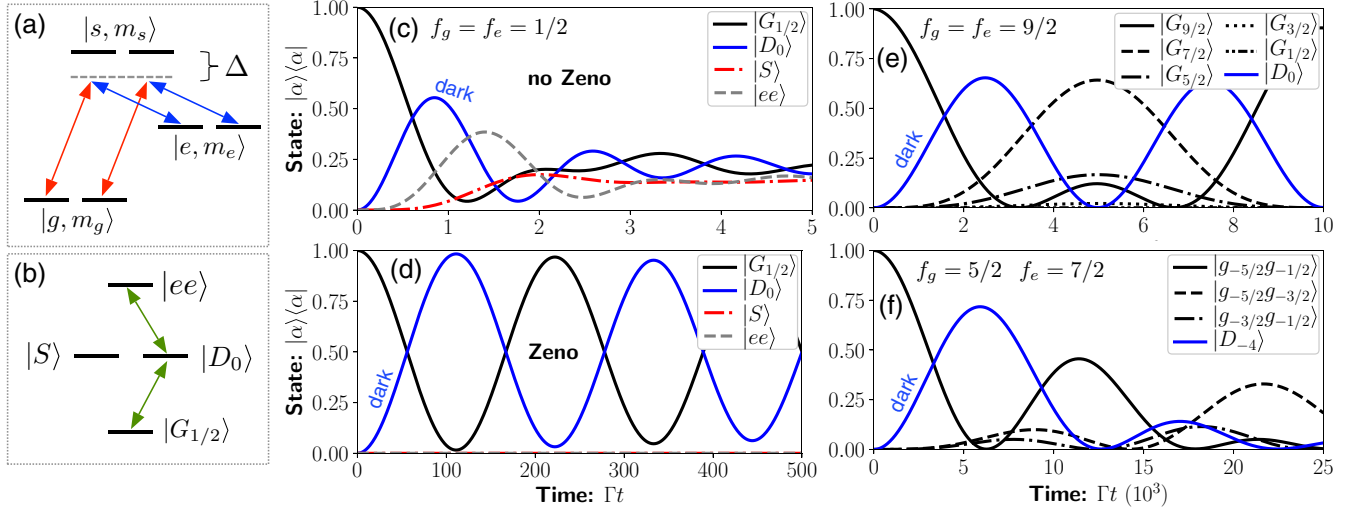 (a)
|s, m_s⟩
Δ
|e, m_e⟩
|g, m_g⟩
(b)
|ee⟩
|S⟩
|D_0⟩
|G_{1/2}⟩
(c)
f_g = f_e = 1/2
no Zeno
dark
|G_{1/2}⟩
|D_0⟩
|S⟩
|ee⟩
State: |α⟩⟨α|
1.00
0.75
0.50
0.25
0.00
0 1 2 3 4 5
(d)
Zeno
dark
|G_{1/2}⟩
|D_0⟩
|S⟩
|ee⟩
State: |α⟩⟨α|
1.00
0.75
0.50
0.25
0.00
0 100 200 300 400 500
Time: Γt
(e)
f_g = f_e = 9/2
dark
|G_{9/2}⟩ |G_{3/2}⟩
|G_{7/2}⟩ |G_{1/2}⟩
|G_{5/2}⟩ |D_0⟩
1.00
0.75
0.50
0.25
0.00
0 2 4 6 8 10
(f)
f_g = 5/2 f_e = 7/2
dark
|g_{-5/2}g_{-1/2}⟩
|g_{-5/2}g_{-3/2}⟩
|g_{-3/2}g_{-1/2}⟩
|D_{-4}⟩
1.00
0.75
0.50
0.25
0.00
0 5 10 15 20 25
Time: Γt (10^3)